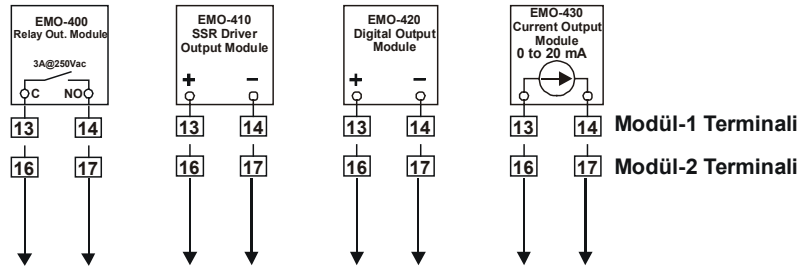 EMO-400
Relay Out. Module
3A@250Vac
C NO
13 14
16 17
EMO-410
SSR Driver
Output Module
+ −
13 14
16 17
EMO-420
Digital Output
Module
+ −
13 14
16 17
EMO-430
Current Output
Module
0 to 20 mA
13 14 Modül-1 Terminali
16 17 Modül-2 Terminali